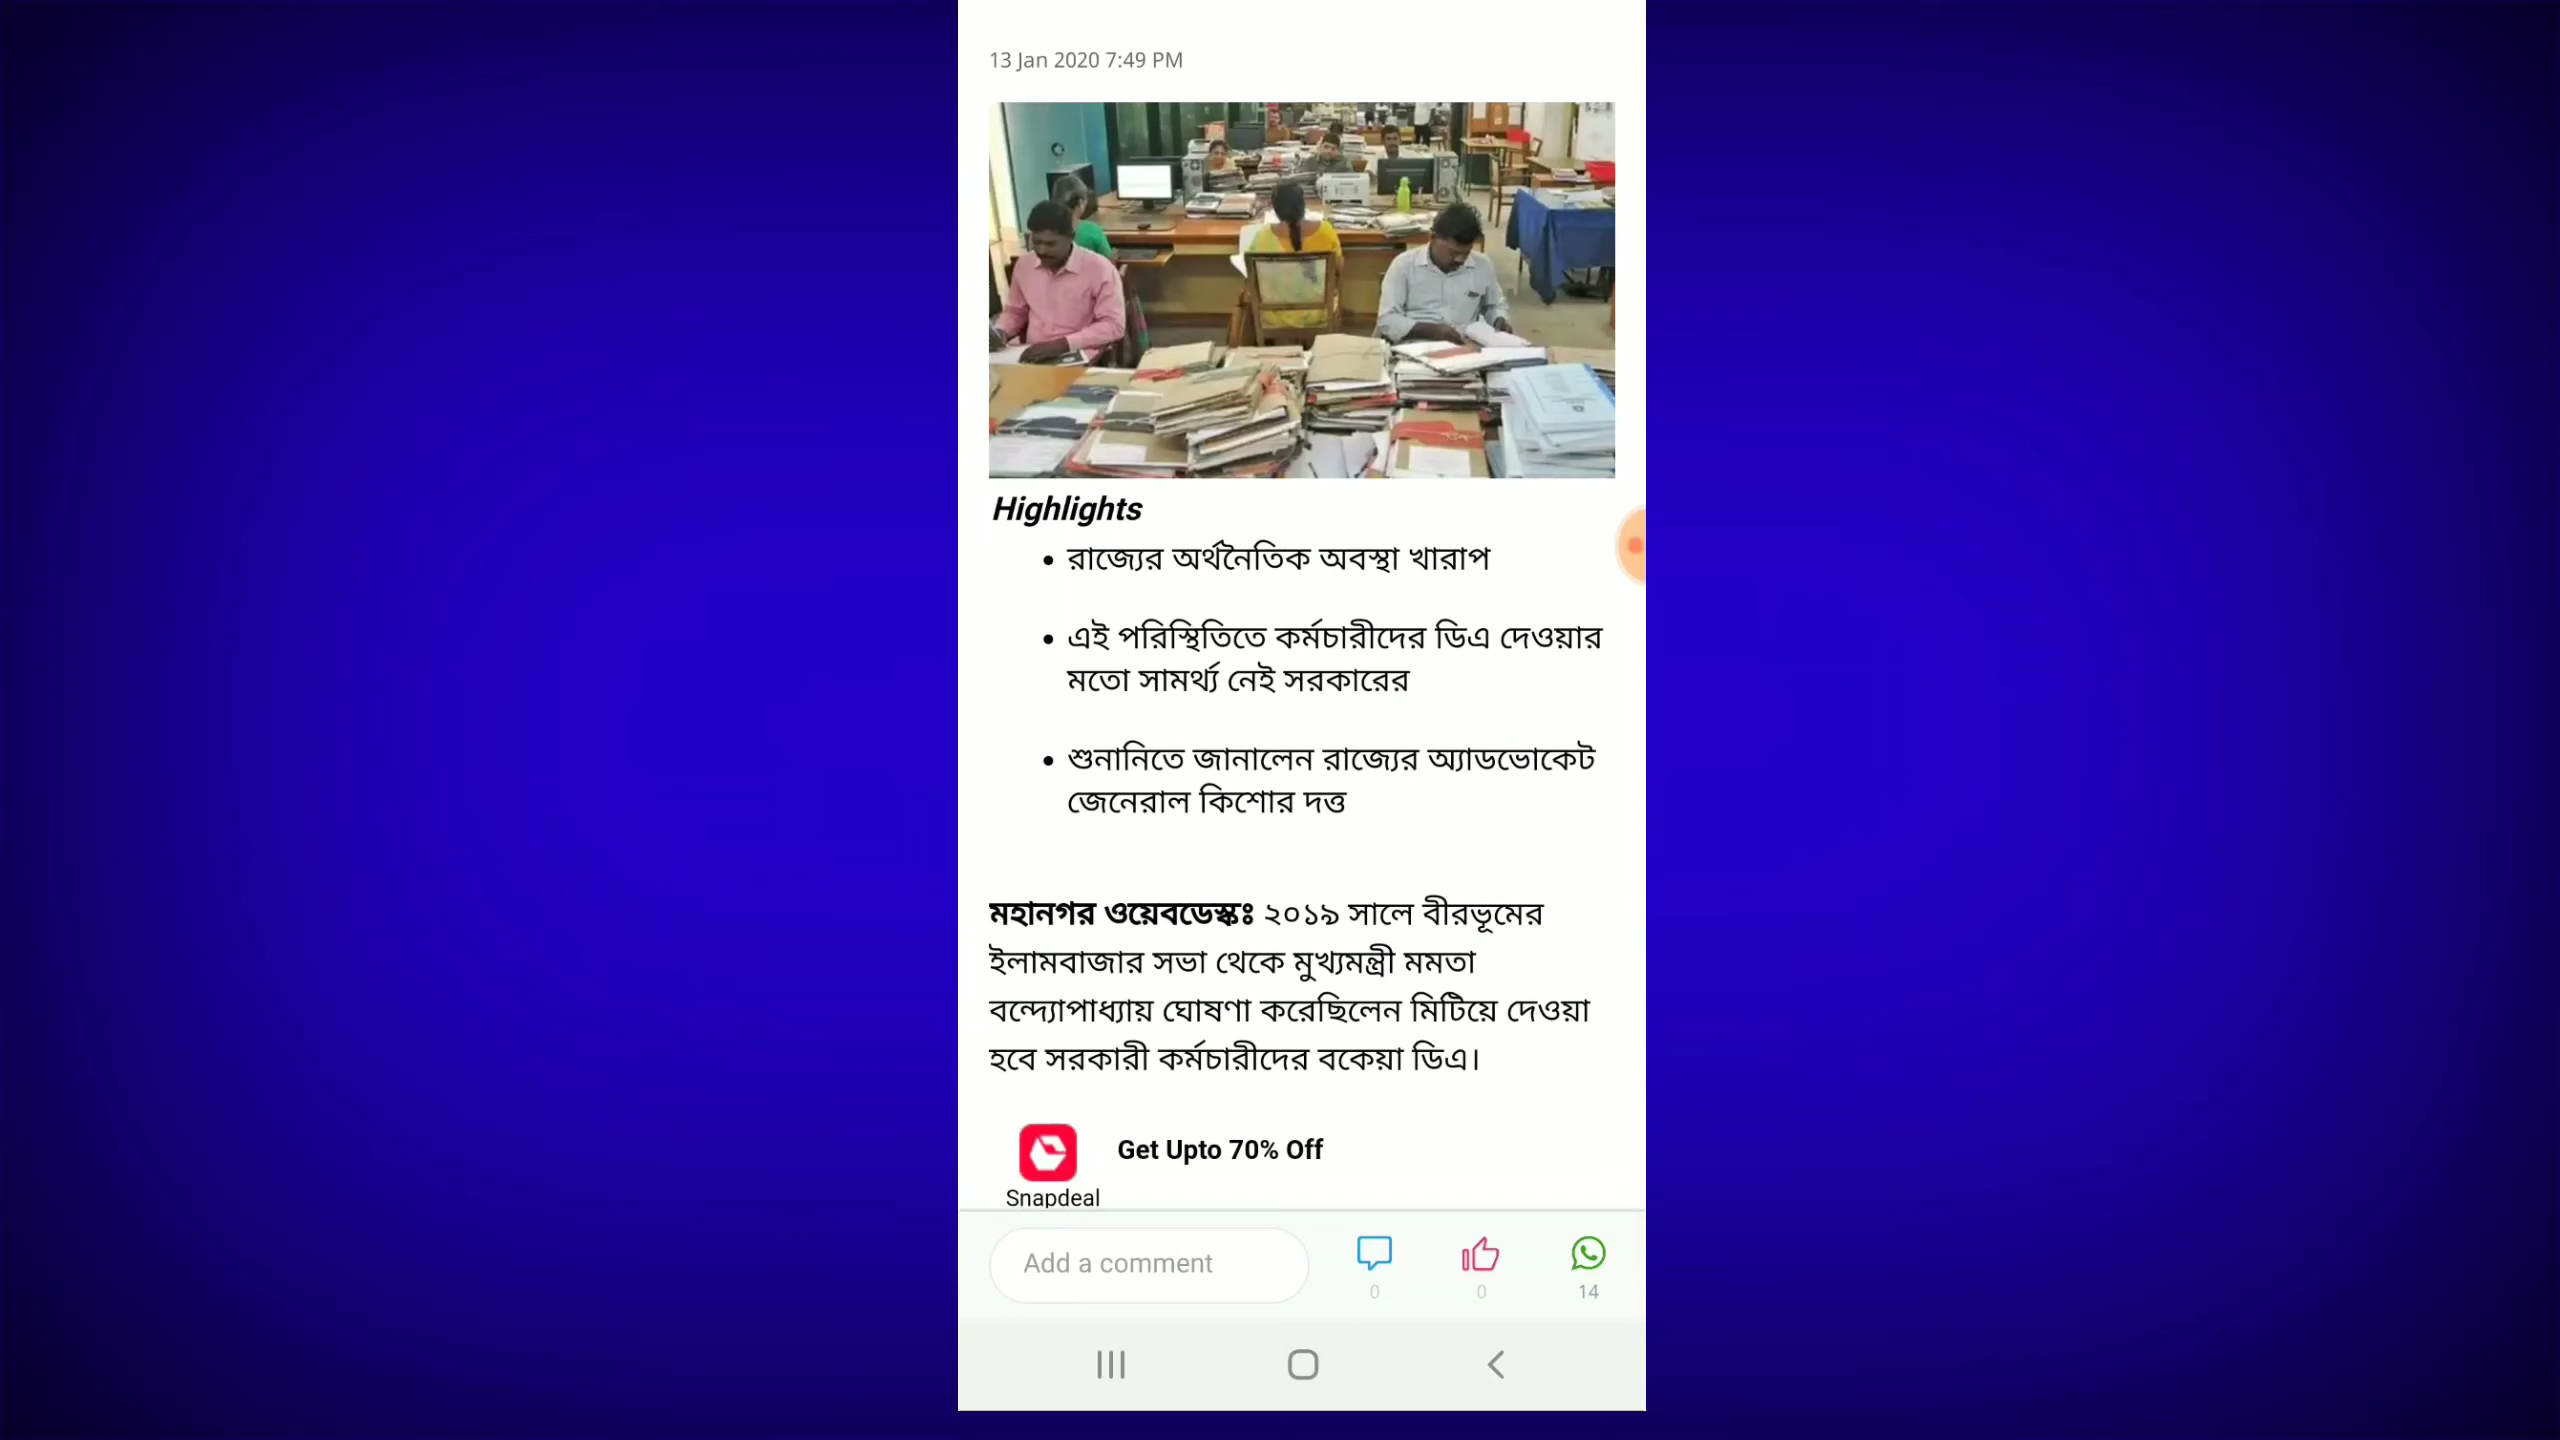 13 Jan 2020 7:49 PM
Highlights
• রাজ্যের অর্থনৈতিক অবস্থা খারাপ
• এই পরিস্থিতিতে কর্মচারীদের ডিএ দেওয়ার
মতো সামর্থ্য নেই সরকারের
• শুনানিতে জানালেন রাজ্যের অ্যাডভোকেট
জেনেরাল কিশোর দত্ত
মহানগর ওয়েবডেস্কঃ ২০১৯ সালে বীরভূমের
ইলামবাজার সভা থেকে মুখ্যমন্ত্রী মমতা
বন্দ্যোপাধ্যায় ঘোষণা করেছিলেন মিটিয়ে দেওয়া
হবে সরকারী কর্মচারীদের বকেয়া ডিএ।
Get Upto 70% Off
Snapdeal
Add a comment
0 0 14